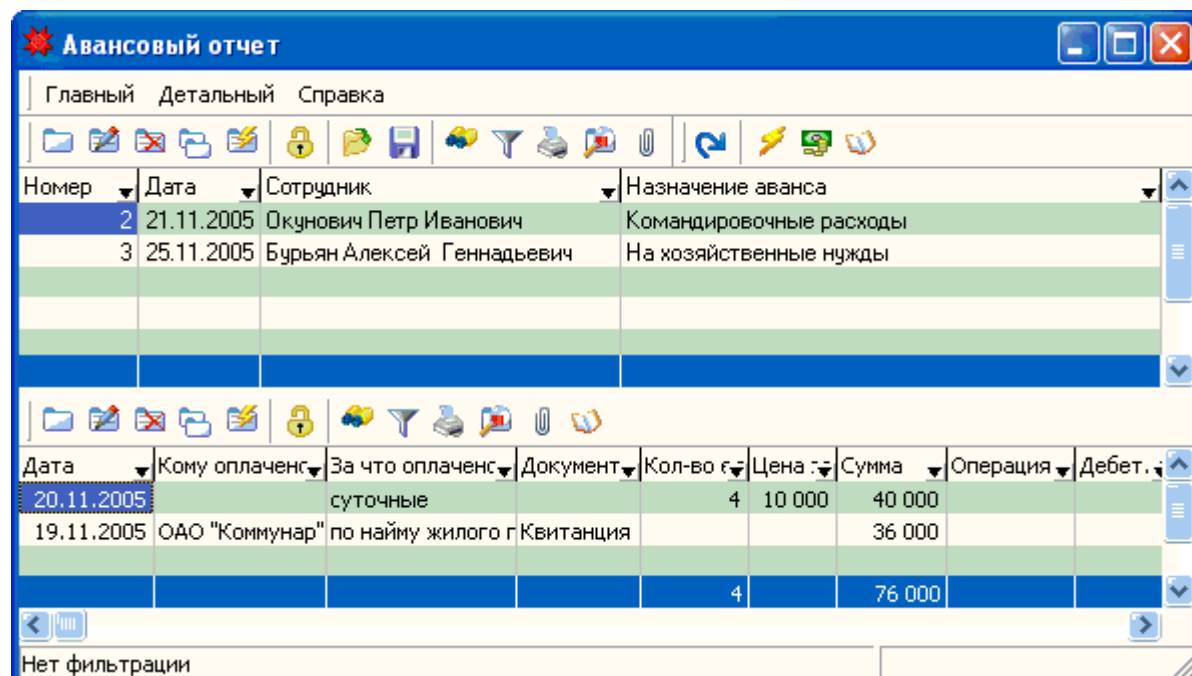 Авансовый отчет
Главный Детальный Справка
Номер Дата Сотрудник Назначение аванса
2 21.11.2005 Окунович Петр Иванович Командировочные расходы
3 25.11.2005 Бурьян Алексей Геннадьевич На хозяйственные нужды
Дата Кому оплаченс За что оплаченс Документ Кол-во Цена Сумма Операция Дебет.
20.11.2005 суточные 4 10 000 40 000
19.11.2005 ОАО "Коммунар" по найму жилого г Квитанция 36 000
4 76 000
Нет фильтрации